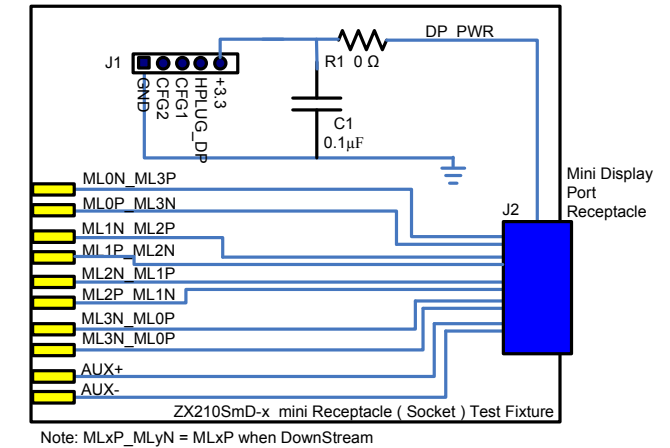 DP_PWR
J1
R1 0 Ω
GND
CFG2
CFG1
HPLUG_DP
+3.3
C1
0.1µF
ML0N_ML3P
ML0P_ML3N
ML1N_ML2P
ML1P_ML2N
ML2N_ML1P
ML2P_ML1N
ML3N_ML0P
ML3N_ML0P
AUX+
AUX-
Mini Display
Port
Receptacle
J2
ZX210SmD-x mini Receptacle ( Socket ) Test Fixture
Note: MLxP_MLyN = MLxP when DownStream